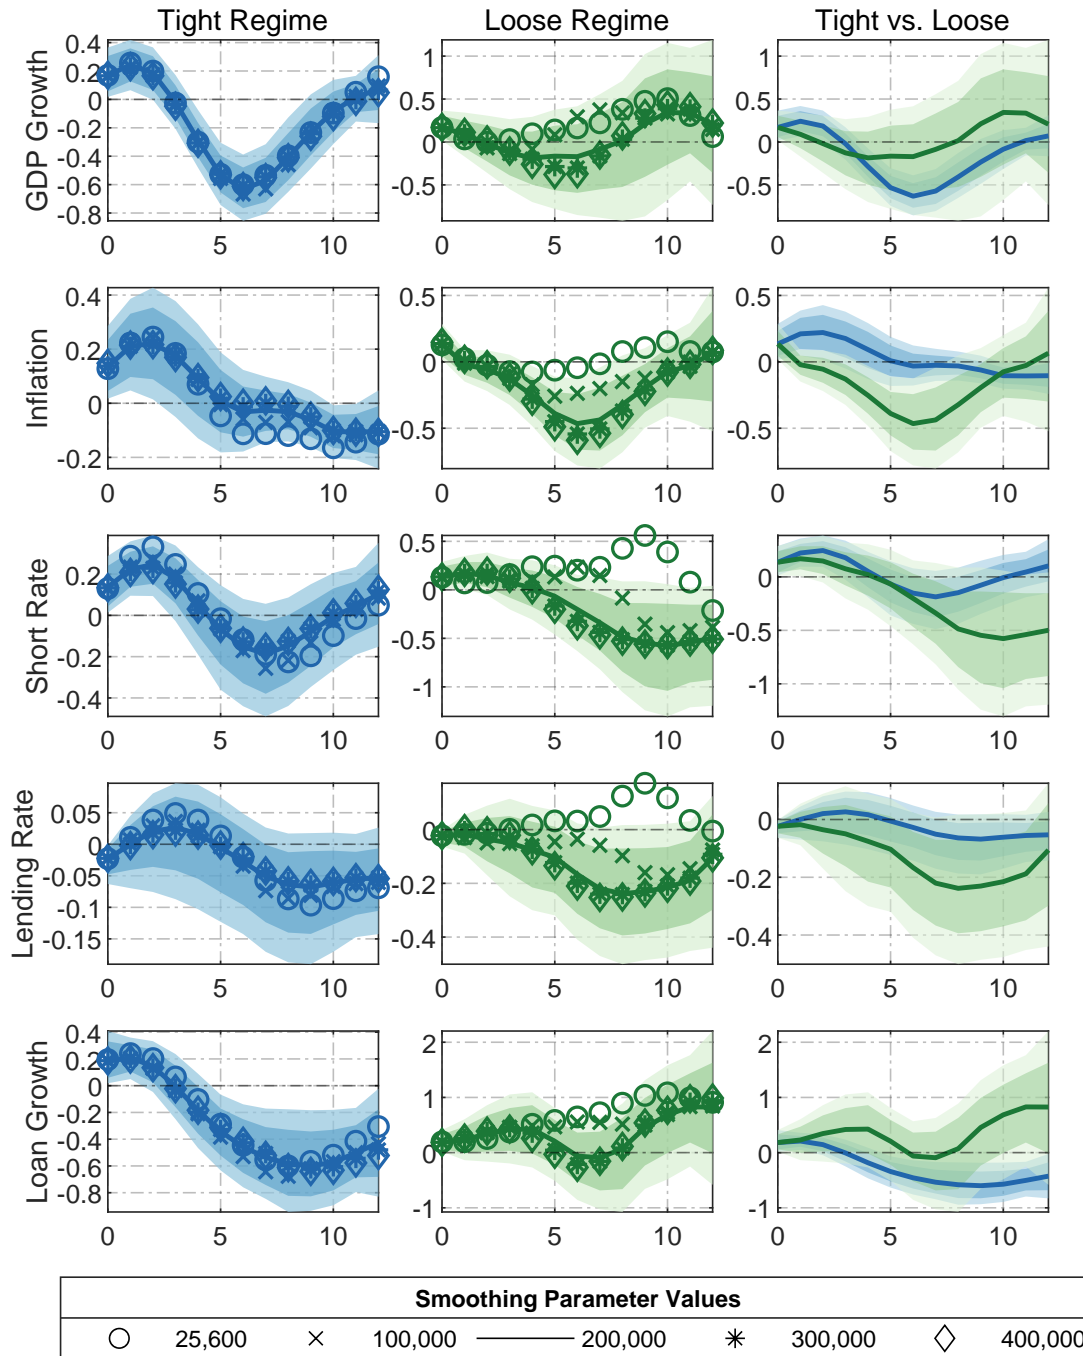 Tight Regime Loose Regime Tight vs. Loose
GDP Growth
0.4
0.2
0
-0.2
-0.4
-0.6
-0.8
0 5 10
1
0.5
0
-0.5
0 5 10
1
0.5
0
-0.5
0 5 10
Inflation
0.4
0.2
0
-0.2
0 5 10
0.5
0
-0.5
0 5 10
0.5
0
-0.5
0 5 10
Short Rate
0.2
0
-0.2
-0.4
0 5 10
0.5
0
-0.5
-1
0 5 10
0
-0.5
-1
0 5 10
Lending Rate
0.05
0
-0.05
-0.1
-0.15
0 5 10
0
-0.2
-0.4
0 5 10
0
-0.2
-0.4
0 5 10
Loan Growth
0.4
0.2
0
-0.2
-0.4
-0.6
-0.8
0 5 10
2
1
0
-1
0 5 10
2
1
0
-1
0 5 10
Smoothing Parameter Values
25,600 100,000 200,000 300,000 400,000